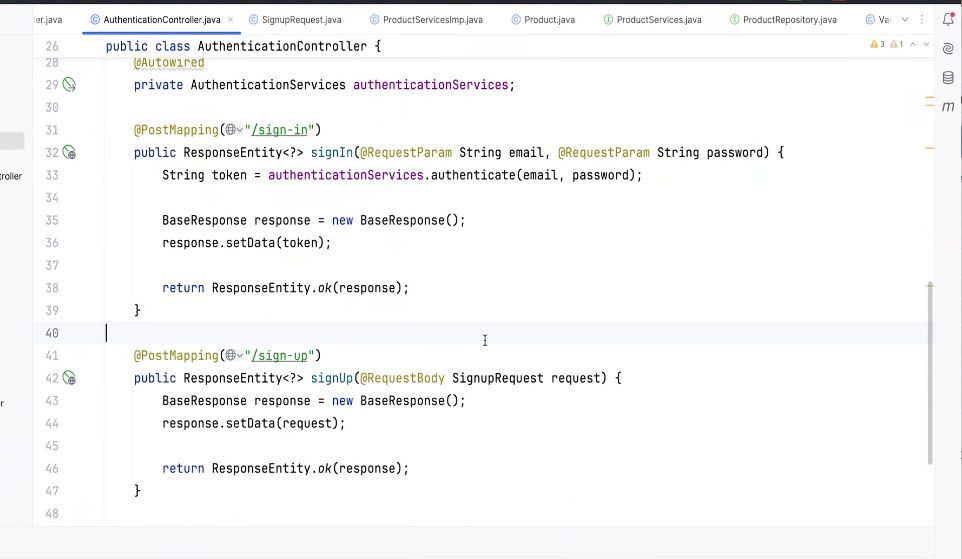 er.java AuthenticationController.java SignupRequest.java ProductServicesImp.java Product.java ProductServices.java ProductRepository.java Va
26 public class AuthenticationController { 3 1
28 @Autowired
29 private AuthenticationServices authenticationServices;
30
31 @PostMapping("/sign-in")
32 public ResponseEntity<?> signIn(@RequestParam String email, @RequestParam String password) {
troller
33 String token = authenticationServices.authenticate(email, password);
34
35 BaseResponse response = new BaseResponse();
36 response.setData(token);
37
38 return ResponseEntity.ok(response);
39 }
40
41 @PostMapping("/sign-up")
42 public ResponseEntity<?> signUp(@RequestBody SignupRequest request) {
43 BaseResponse response = new BaseResponse();
r
44 response.setData(request);
45
46 return ResponseEntity.ok(response);
47 }
48